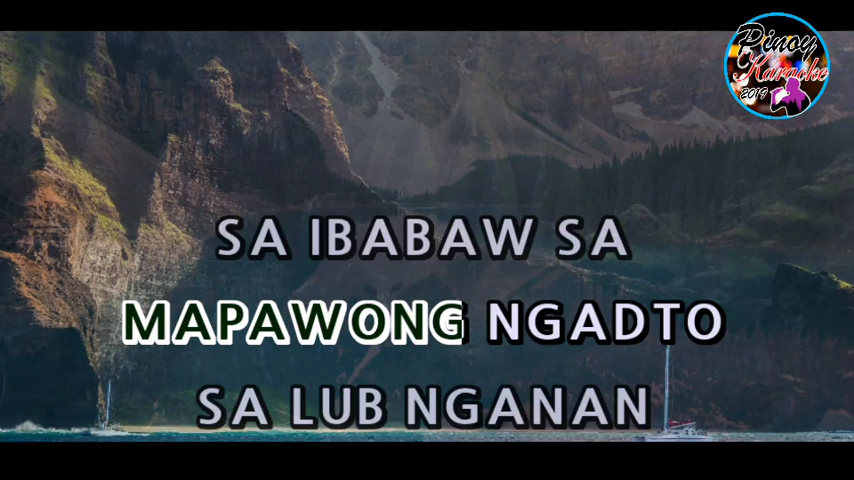 Pinoy
Karaoke
2019
SA IBABAW SA
MAPAWONG NGADTO
SA LUB NGANAN